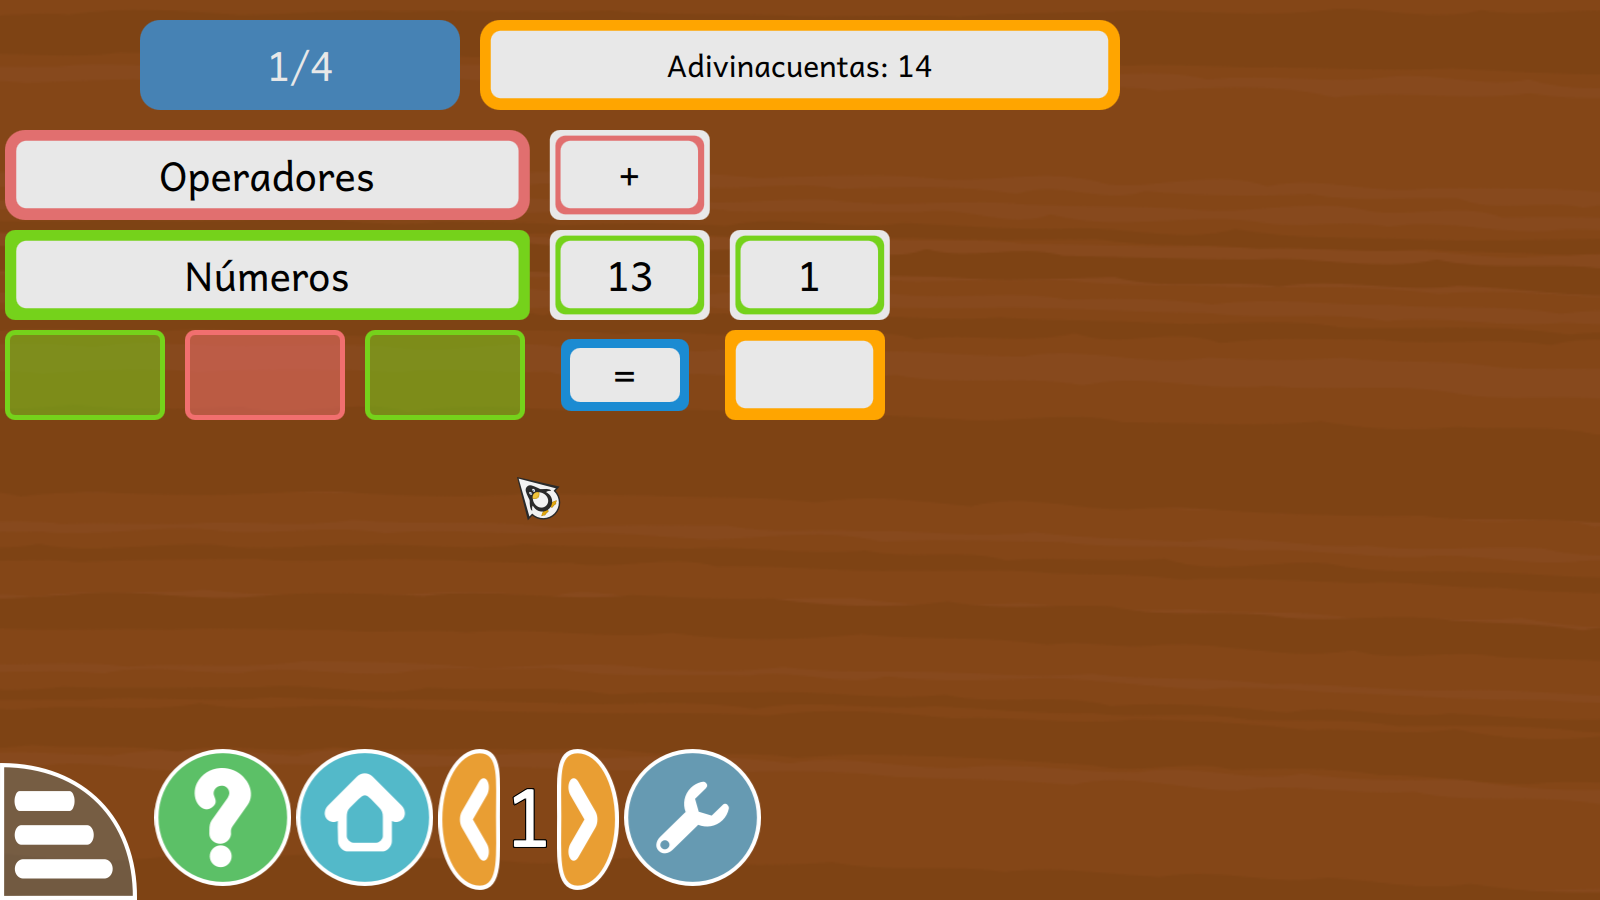 1/4
Adivinacuentas: 14
Operadores
+
Números
13
1
=
?
1